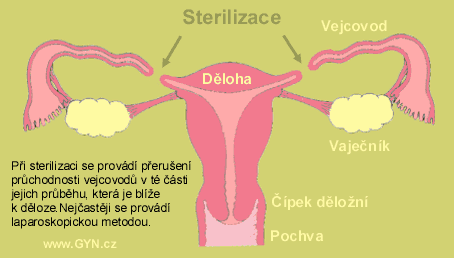 Sterilizace
Vejcovod
Děloha
Vaječník
Při sterilizaci se provádí přerušení
průchodnosti vejcovodů v té části
jejich průběhu, která je blíže
k děloze.Nejčastěji se provádí
laparoskopickou metodou.
Čípek děložní
Pochva
www.GYN.cz